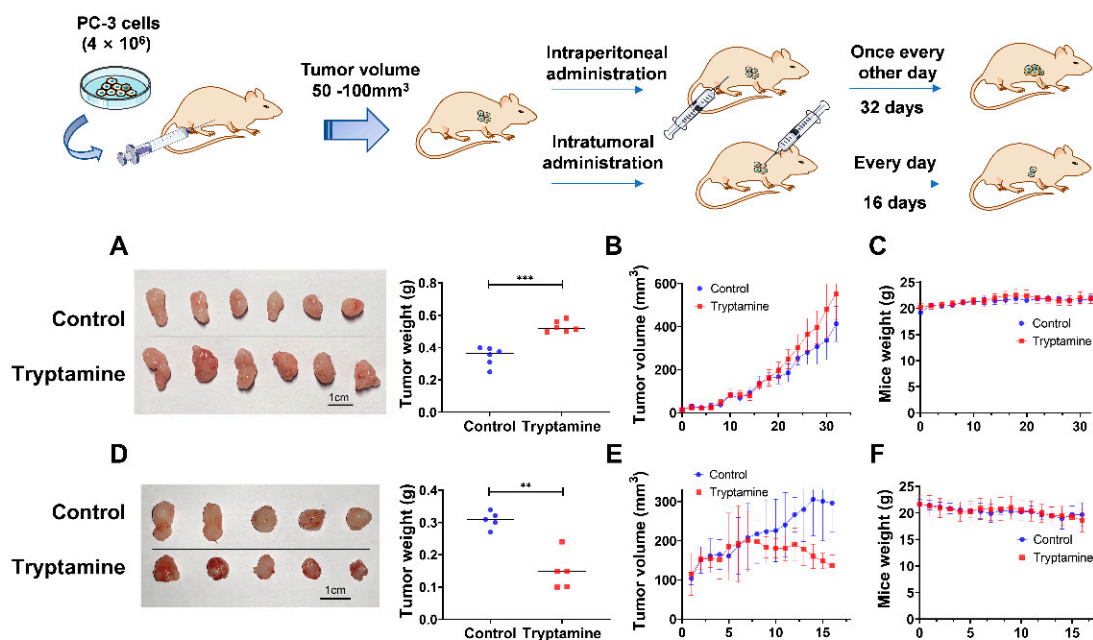 PC-3 cells
(4 × 10⁶)
Tumor volume
50 -100mm³
Intraperitoneal
administration
Once every
other day
32 days
Intratumoral
administration
Every day
16 days
A
Control
Tryptamine
1cm
Tumor weight (g)
0.8
0.6
0.4
0.2
0.0
***
Control Tryptamine
B
Tumor volume (mm³)
600
400
200
0
Control
Tryptamine
0 10 20 30
C
Mice weight (g)
25
20
15
10
5
0
Control
Tryptamine
0 10 20 30
D
Control
Tryptamine
1cm
Tumor weight (g)
0.4
0.3
0.2
0.1
0.0
**
Control Tryptamine
E
Tumor volume (mm³)
300
200
100
0
Control
Tryptamine
0 5 10 15
F
Mice weight (g)
25
20
15
10
5
0
Control
Tryptamine
0 5 10 15